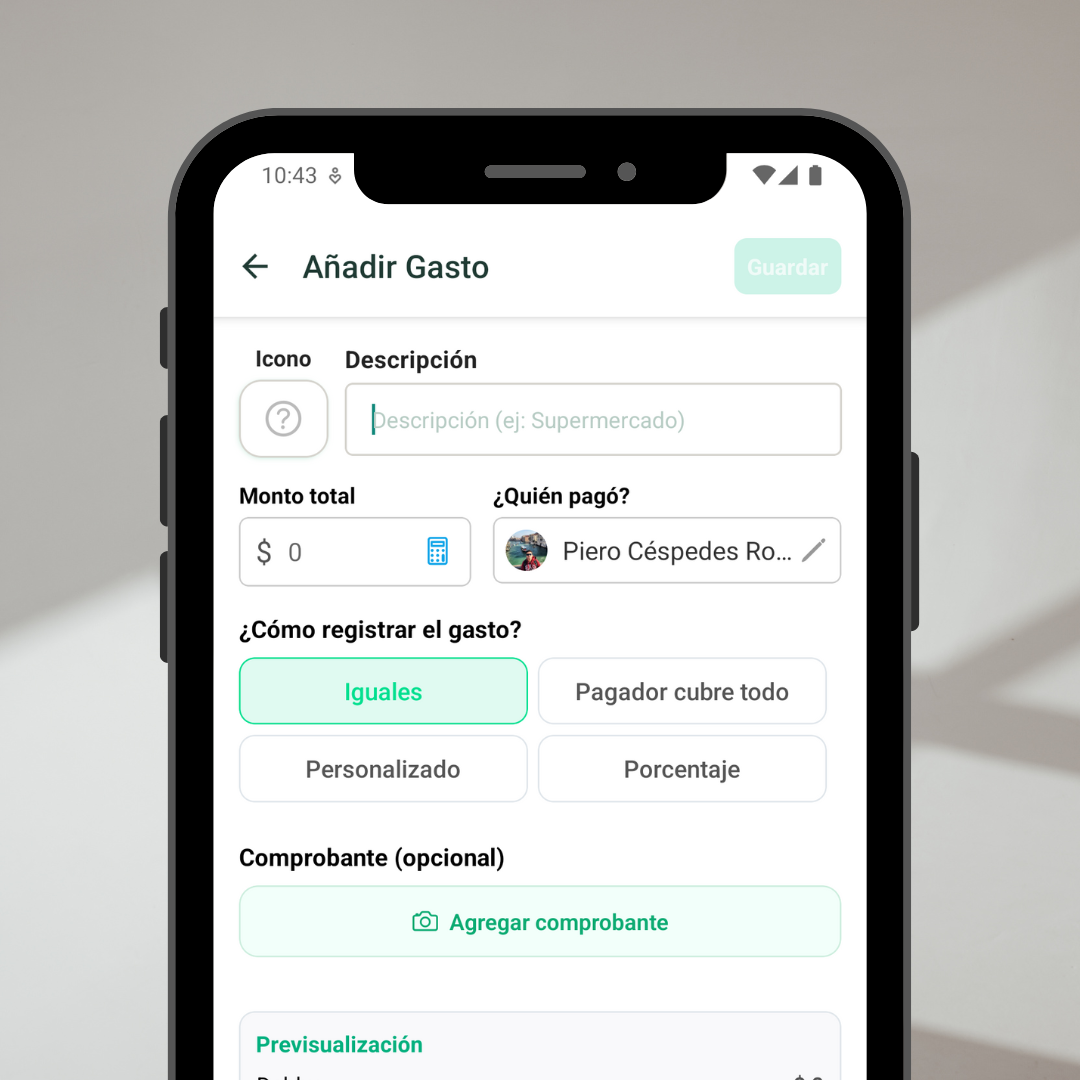 10:43
Añadir Gasto
Guardar
Icono
Descripción
Descripción (ej: Supermercado)
Monto total
¿Quién pagó?
$ 0
Piero Céspedes Ro...
¿Cómo registrar el gasto?
Iguales
Pagador cubre todo
Personalizado
Porcentaje
Comprobante (opcional)
Agregar comprobante
Previsualización